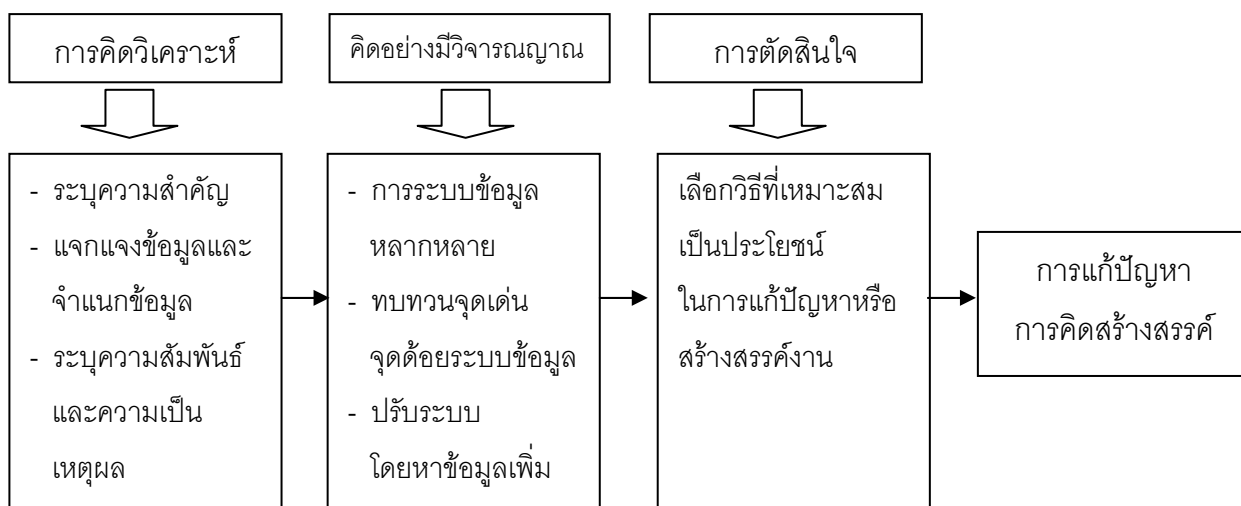 การคิดวิเคราะห์
คิดอย่างมีวิจารณญาณ
การตัดสินใจ
- ระบุความสำคัญ
- แจกแจงข้อมูลและ
จำแนกข้อมูล
- ระบุความสัมพันธ์
และความเป็น
เหตุผล
- การระบบข้อมูล
หลากหลาย
- ทบทวนจุดเด่น
จุดด้อยระบบข้อมูล
- ปรับระบบ
โดยหาข้อมูลเพิ่ม
เลือกวิธีที่เหมาะสม
เป็นประโยชน์
ในการแก้ปัญหาหรือ
สร้างสรรค์งาน
การแก้ปัญหา
การคิดสร้างสรรค์